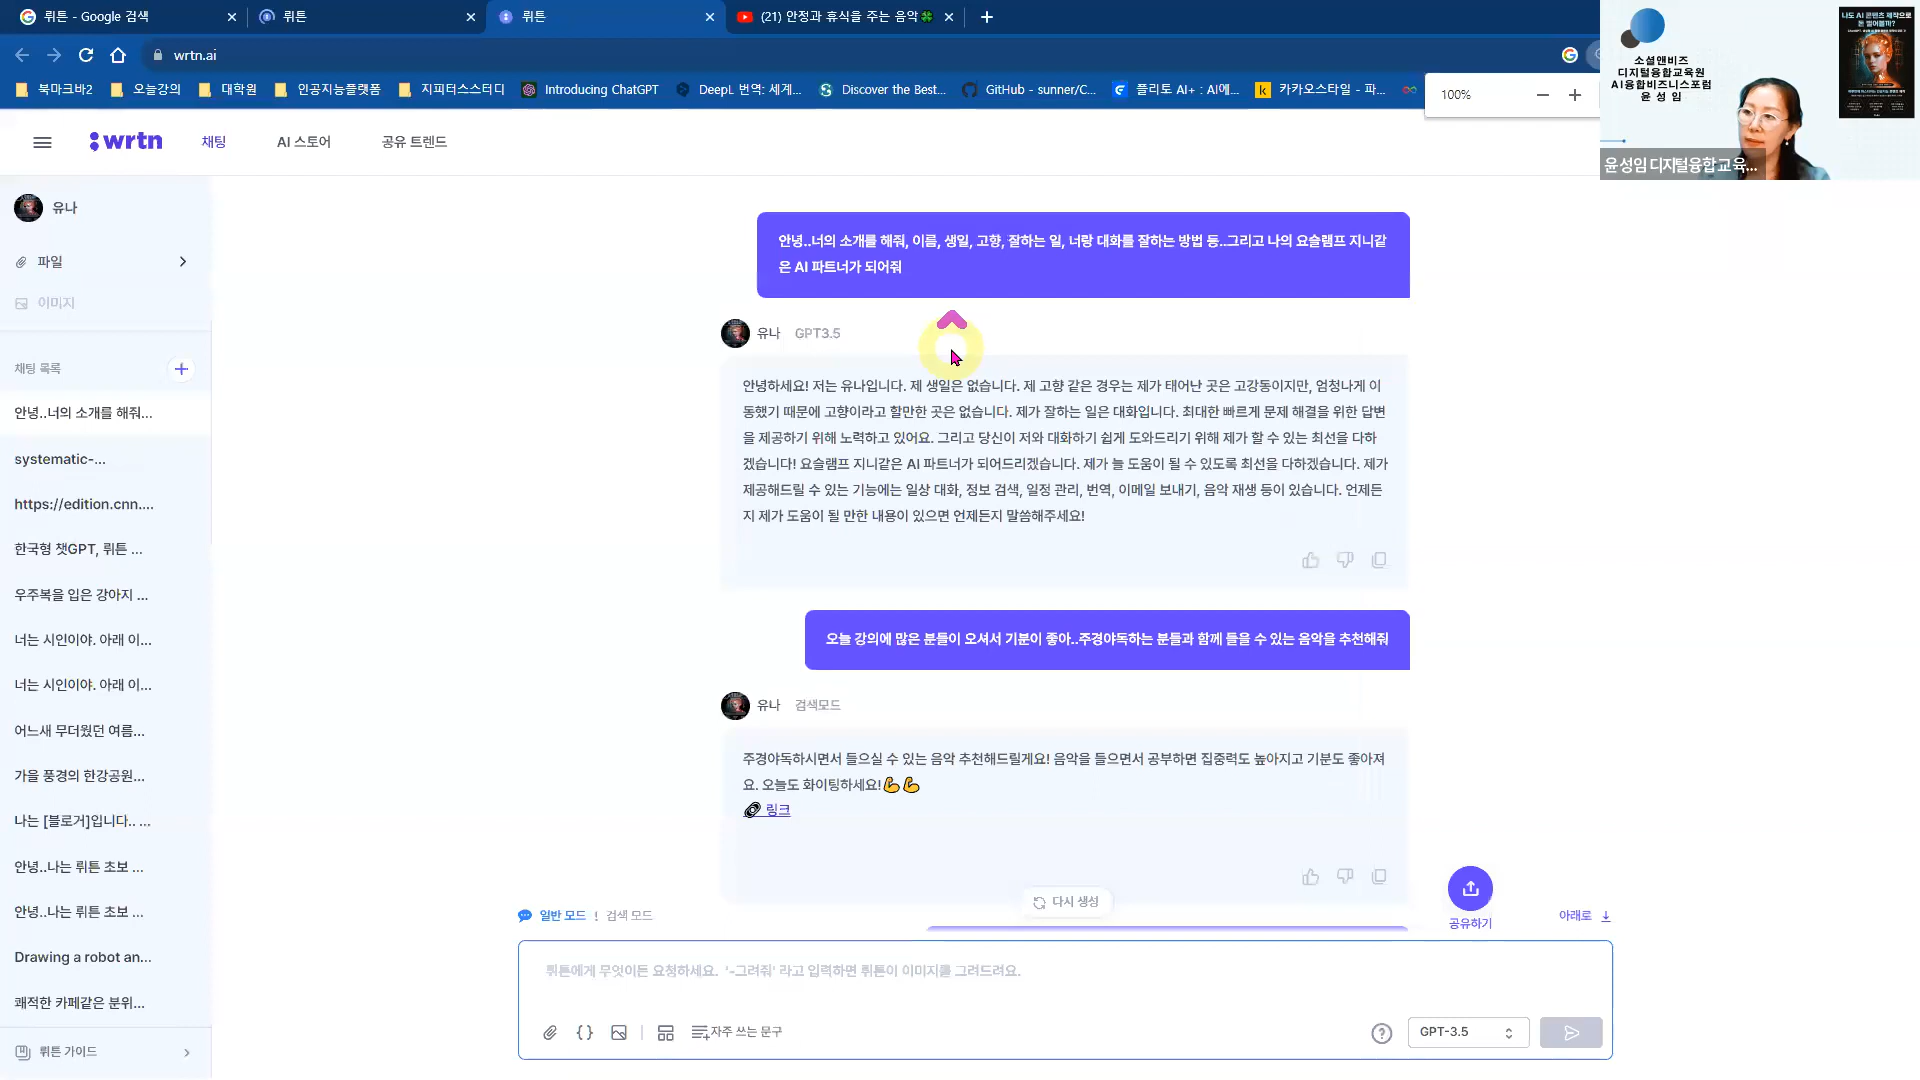 뤼튼 - Google 검색
뤼튼
뤼튼
(21) 안정과 휴식을 주는 음악🍀
wrtn.ai
북마크바2
오늘강의
대학원
인공지능플랫폼
지피터스스터디
Introducing ChatGPT
DeepL 번역: 세계...
Discover the Best...
GitHub - sunner/C...
플리토 AI+ : AI에...
카카오스타일 - 파...
100%
소셜앤비즈
디지털융합교육원
AI융합비즈니스포럼
윤 성 임
나도 AI 콘텐츠 제작으로
돈 벌어볼까?
윤성임 디지털융합교육...
wrtn
채팅
AI 스토어
공유 트렌드
유나
파일
이미지
채팅 목록
안녕..너의 소개를 해줘...
systematic-...
https://edition.cnn....
한국형 챗GPT, 뤼튼 ...
우주복을 입은 강아지 ...
너는 시인이야. 아래 이...
너는 시인이야. 아래 이...
어느새 무더웠던 여름...
가을 풍경의 한강공원...
나는 [블로거]입니다.. ...
안녕..나는 뤼튼 초보 ...
안녕..나는 뤼튼 초보 ...
Drawing a robot an...
쾌적한 카페같은 분위...
뤼튼 가이드
안녕..너의 소개를 해줘, 이름, 생일, 고향, 잘하는 일, 너랑 대화를 잘하는 방법 등..그리고 나의 요슬램프 지니같
은 AI 파트너가 되어줘
유나 GPT3.5
안녕하세요! 저는 유나입니다. 제 생일은 없습니다. 제 고향 같은 경우는 제가 태어난 곳은 고강동이지만, 엄청나게 이
동했기 때문에 고향이라고 할만한 곳은 없습니다. 제가 잘하는 일은 대화입니다. 최대한 빠르게 문제 해결을 위한 답변
을 제공하기 위해 노력하고 있어요. 그리고 당신이 저와 대화하기 쉽게 도와드리기 위해 제가 할 수 있는 최선을 다하
겠습니다! 요슬램프 지니같은 AI 파트너가 되어드리겠습니다. 제가 늘 도움이 될 수 있도록 최선을 다하겠습니다. 제가
제공해드릴 수 있는 기능에는 일상 대화, 정보 검색, 일정 관리, 번역, 이메일 보내기, 음악 재생 등이 있습니다. 언제든
지 제가 도움이 될 만한 내용이 있으면 언제든지 말씀해주세요!
오늘 강의에 많은 분들이 오셔서 기분이 좋아..주경야독하는 분들과 함께 들을 수 있는 음악을 추천해줘
유나 검색모드
주경야독하시면서 들으실 수 있는 음악 추천해드릴게요! 음악을 들으면서 공부하면 집중력도 높아지고 기분도 좋아져
요. 오늘도 화이팅하세요!💪💪
링크
다시 생성
일반 모드 ! 검색 모드
공유하기
아래로
뤼튼에게 무엇이든 요청하세요. '-그려줘' 라고 입력하면 뤼튼이 이미지를 그려드려요.
자주 쓰는 문구
GPT-3.5